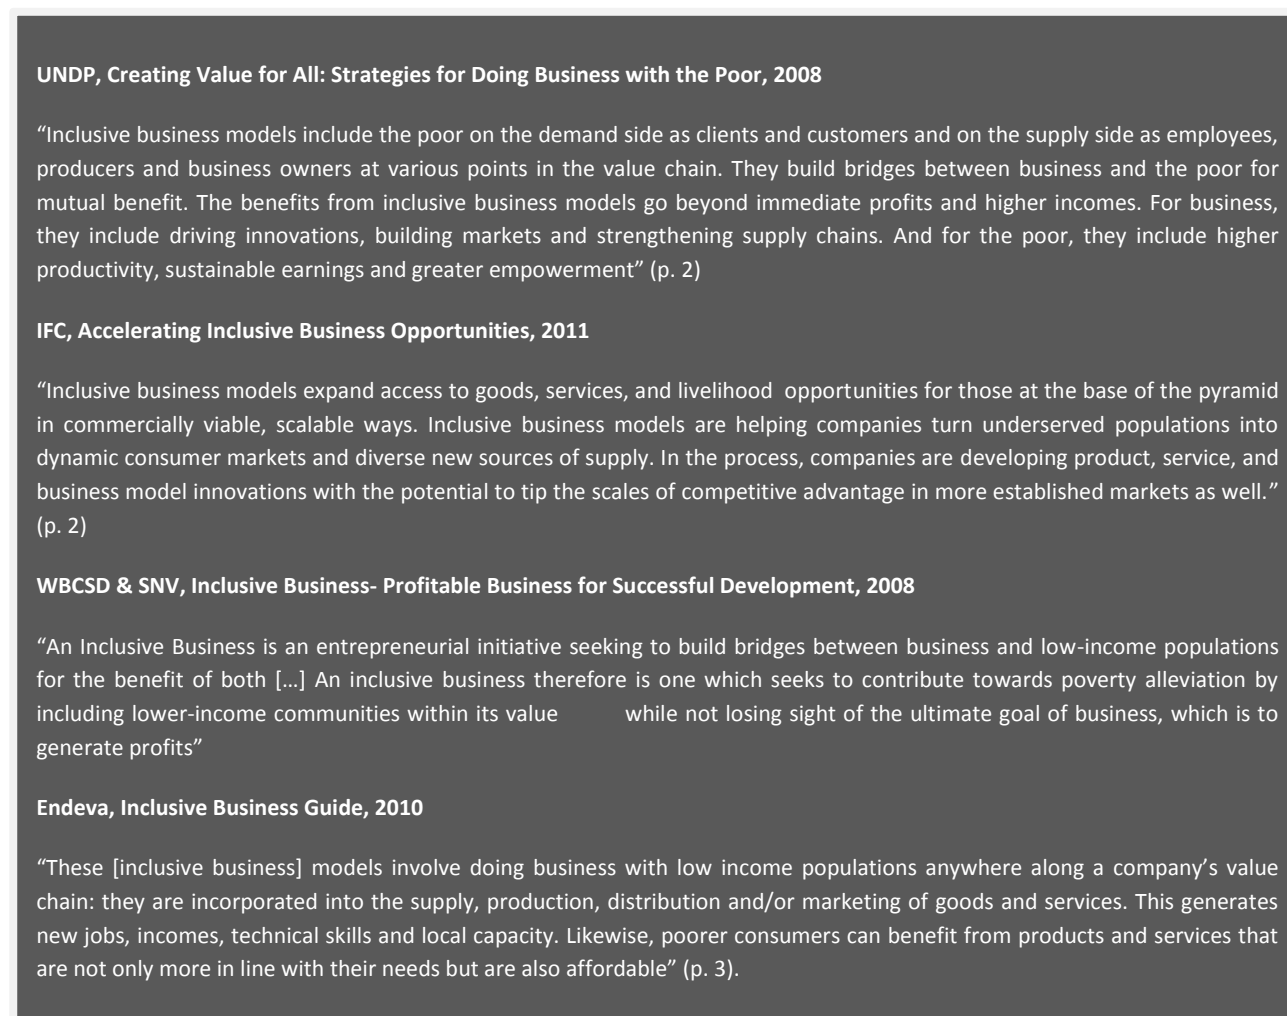 UNDP, Creating Value for All: Strategies for Doing Business with the Poor, 2008
“Inclusive business models include the poor on the demand side as clients and customers and on the supply side as employees,
producers and business owners at various points in the value chain. They build bridges between business and the poor for
mutual benefit. The benefits from inclusive business models go beyond immediate profits and higher incomes. For business,
they include driving innovations, building markets and strengthening supply chains. And for the poor, they include higher
productivity, sustainable earnings and greater empowerment” (p. 2)
IFC, Accelerating Inclusive Business Opportunities, 2011
“Inclusive business models expand access to goods, services, and livelihood opportunities for those at the base of the pyramid
in commercially viable, scalable ways. Inclusive business models are helping companies turn underserved populations into
dynamic consumer markets and diverse new sources of supply. In the process, companies are developing product, service, and
business model innovations with the potential to tip the scales of competitive advantage in more established markets as well.”
(p. 2)
WBCSD & SNV, Inclusive Business- Profitable Business for Successful Development, 2008
“An Inclusive Business is an entrepreneurial initiative seeking to build bridges between business and low-income populations
for the benefit of both […] An inclusive business therefore is one which seeks to contribute towards poverty alleviation by
including lower-income communities within its value while not losing sight of the ultimate goal of business, which is to
generate profits”
Endeva, Inclusive Business Guide, 2010
“These [inclusive business] models involve doing business with low income populations anywhere along a company’s value
chain: they are incorporated into the supply, production, distribution and/or marketing of goods and services. This generates
new jobs, incomes, technical skills and local capacity. Likewise, poorer consumers can benefit from products and services that
are not only more in line with their needs but are also affordable” (p. 3).